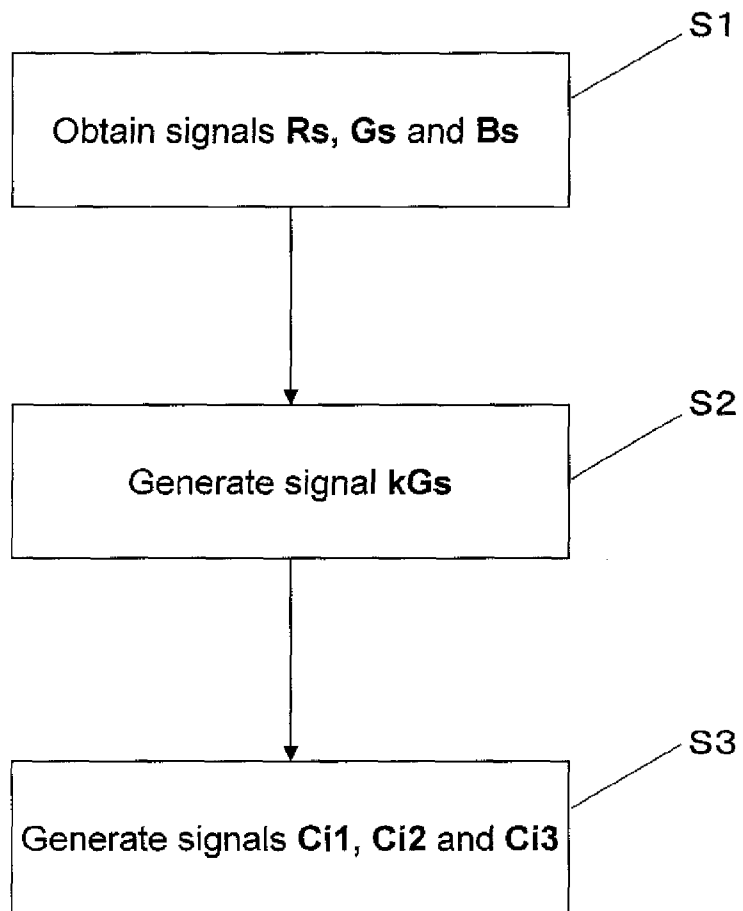 S1
Obtain signals Rs, Gs and Bs
S2
Generate signal kGs
S3
Generate signals Ci1, Ci2 and Ci3